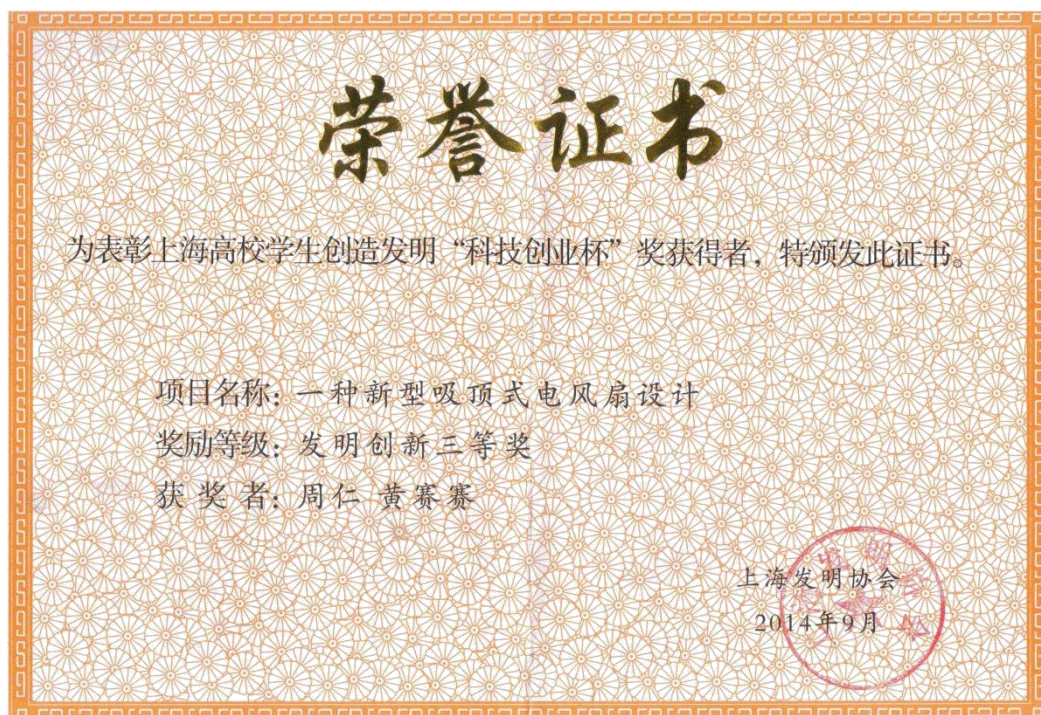 荣誉证书
为表彰上海高校学生创造发明“科技创业杯”奖获得者，特颁发此证书。
项目名称：一种新型吸顶式电风扇设计
奖励等级：发明创新三等奖
获 奖 者：周仁 黄赛赛
上海发明协会
2014年9月